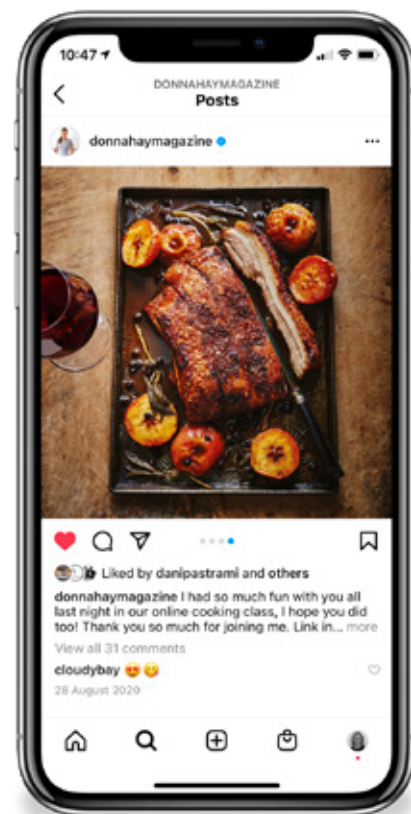 10:47
DONNAHAYMAGAZINE
Posts
donnahaymagazine
Liked by danipastrami and others
donnahaymagazine I had so much fun with you all
last night in our online cooking class, I hope you did
too! Thank you so much for joining me. Link in... more
View all 31 comments
cloudybay 😍😋
28 August 2020